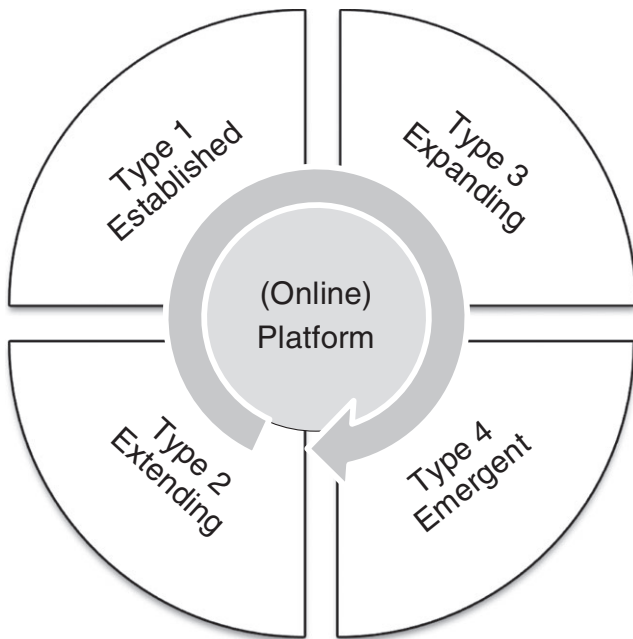 Type 1
Established
Type 3
Expanding
(Online)
Platform
Type 2
Extending
Type 4
Emergent